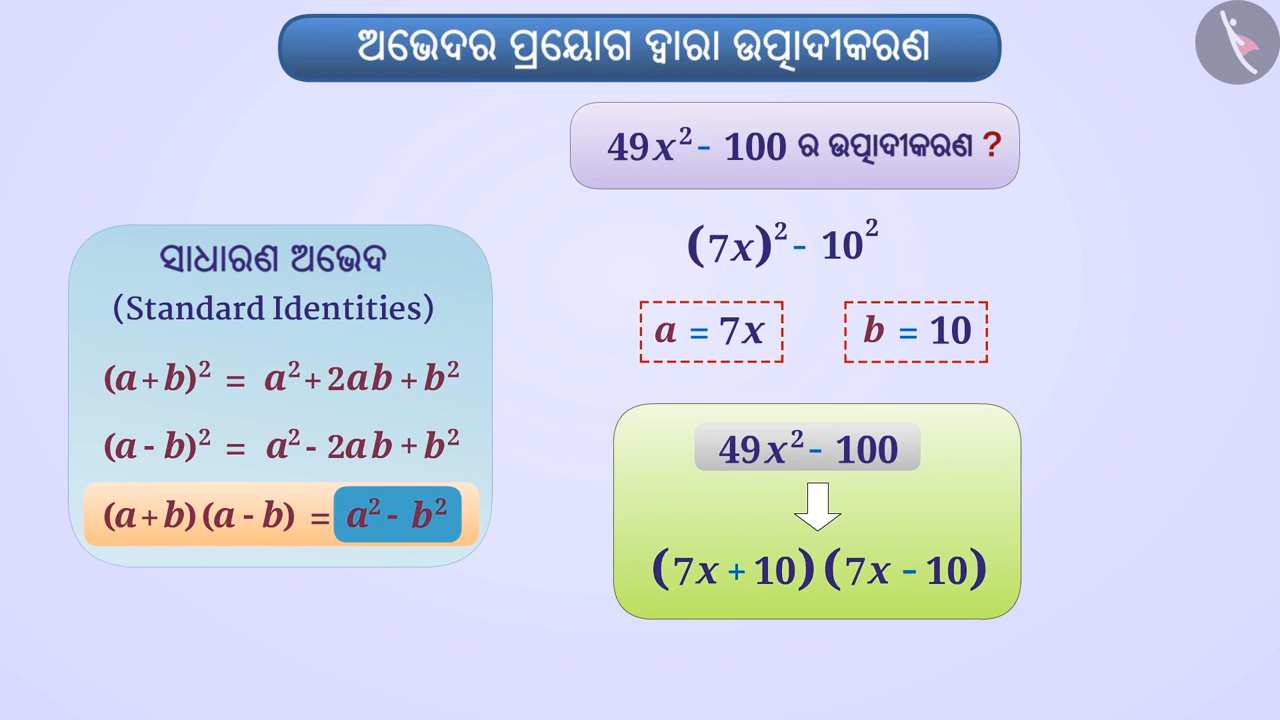 ଅଭେଦର ପ୍ରୟୋଗ ଦ୍ୱାରା ଉତ୍ପାଦୀକରଣ
49x² - 100 ର ଉତ୍ପାଦୀକରଣ ?
(7x)² - 10²
a = 7x
b = 10
ସାଧାରଣ ଅଭେଦ
(Standard Identities)
(a+b)² = a²+2ab+b²
(a - b)² = a²- 2ab+b²
(a+b)(a - b) = a² - b²
49x² - 100
(7x + 10)(7x - 10)